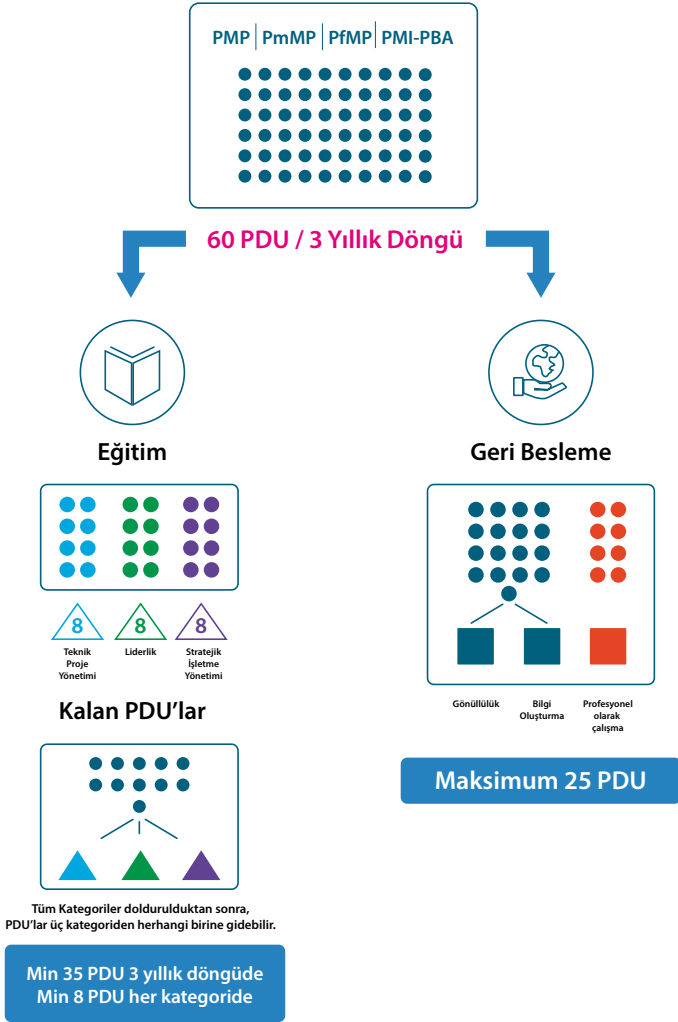 PMP | PmMP | PfMP | PMI-PBA
60 PDU / 3 Yıllık Döngü
Eğitim
8
8
8
Teknik
Proje
Yönetimi
Liderlik
Stratejik
İşletme
Yönetimi
Kalan PDU’lar
Tüm Kategoriler doldurulduktan sonra,
PDU’lar üç kategoriden herhangi birine gidebilir.
Min 35 PDU 3 yıllık döngüde
Min 8 PDU her kategoride
Geri Besleme
Gönüllülük
Bilgi
Oluşturma
Profesyonel
olarak
çalışma
Maksimum 25 PDU